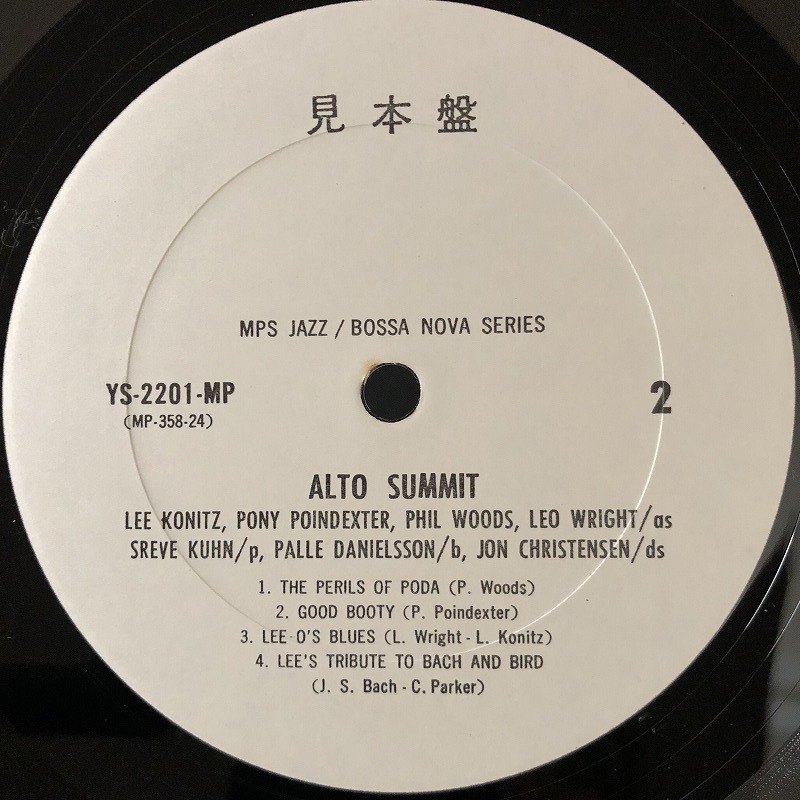 見本盤
MPS JAZZ / BOSSA NOVA SERIES
YS-2201-MP
(MP-358-24)
2
ALTO SUMMIT
LEE KONITZ, PONY POINDEXTER, PHIL WOODS, LEO WRIGHT/as
SREVE KUHN/p, PALLE DANIELSSON/b, JON CHRISTENSEN/ds
1. THE PERILS OF PODA (P. Woods)
2. GOOD BOOTY (P. Poindexter)
3. LEE-O'S BLUES (L. Wright - L. Konitz)
4. LEE'S TRIBUTE TO BACH AND BIRD
(J. S. Bach - C. Parker)